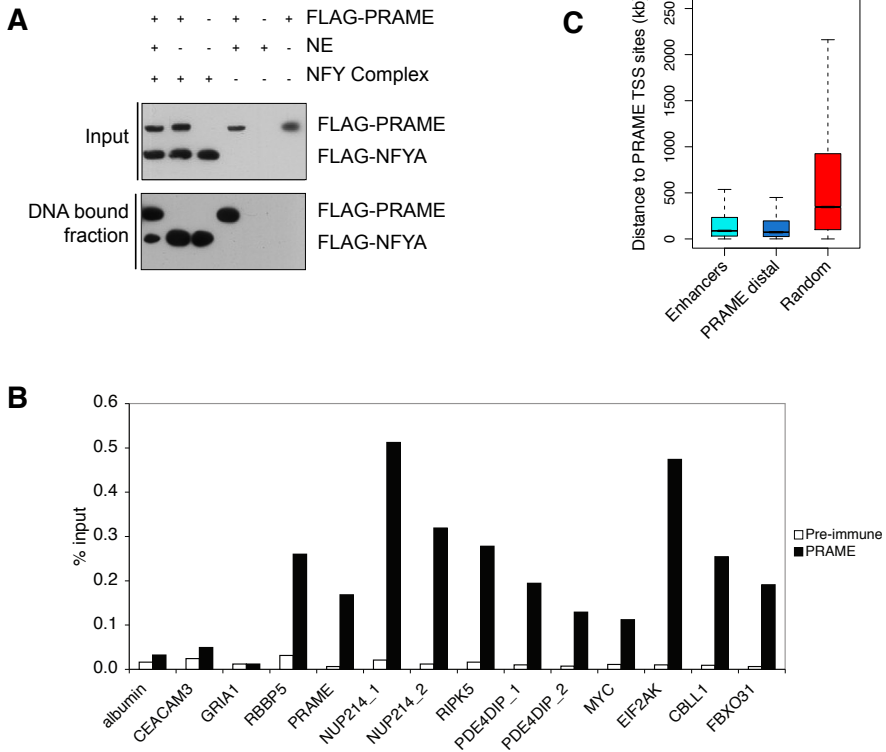 A
+ + - + - + FLAG-PRAME
+ - - + + - NE
+ + + - - - NFY Complex
Input
FLAG-PRAME
FLAG-NFYA
DNA bound
fraction
FLAG-PRAME
FLAG-NFYA
C
Distance to PRAME TSS sites (kb
0
500
1000
1500
2000
250
Enhancers
PRAME distal
Random
B
% input
0.6
0.5
0.4
0.3
0.2
0.1
0.0
albumin
CEACAM3
GRIA1
RBBP5
PRAME
NUP214_1
NUP214_2
RIPK5
PDE4DIP_1
PDE4DIP_2
MYC
EIF2AK
CBLL1
FBXO31
Pre-immune
PRAME